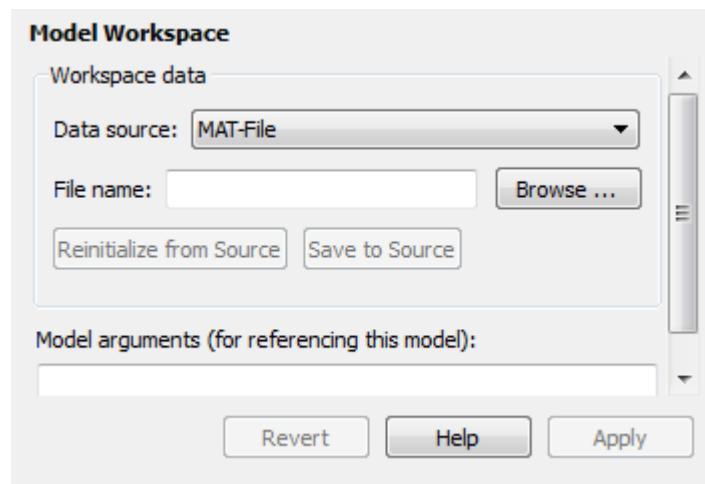 Model Workspace
Workspace data
Data source: MAT-File
File name: Browse ...
Reinitialize from Source Save to Source
Model arguments (for referencing this model):
Revert Help Apply